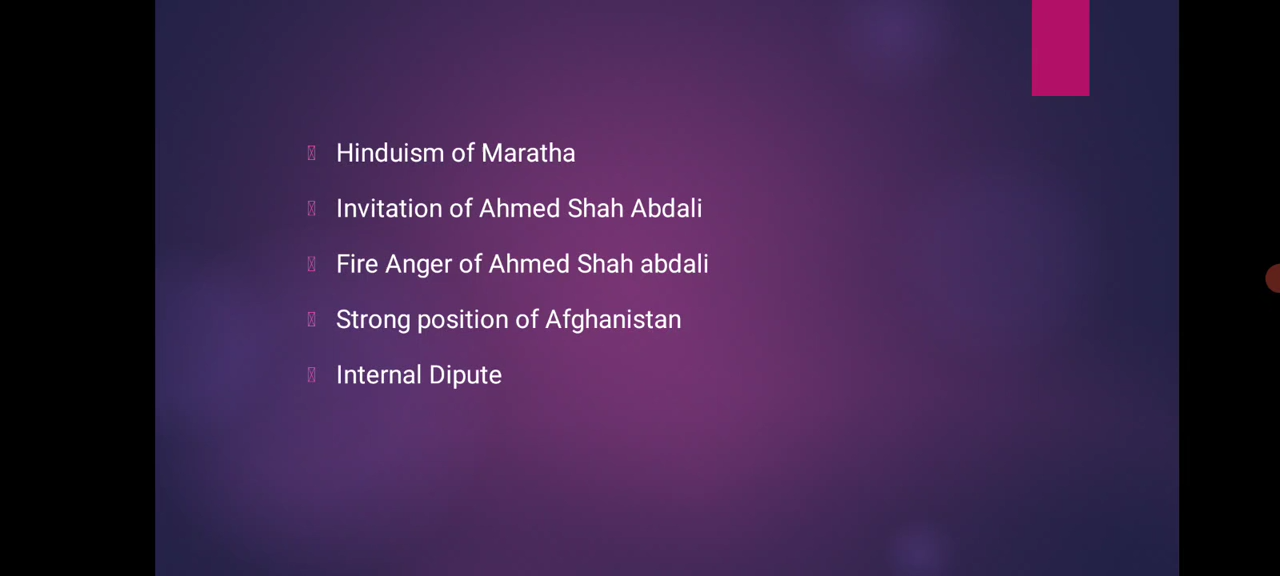 Hinduism of Maratha
Invitation of Ahmed Shah Abdali
Fire Anger of Ahmed Shah abdali
Strong position of Afghanistan
Internal Dipute